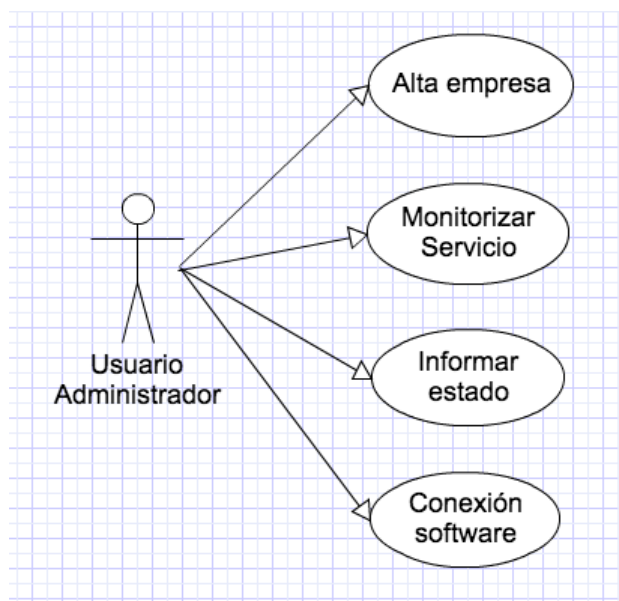 Alta empresa
Monitorizar
Servicio
Usuario
Administrador
Informar
estado
Conexión
software